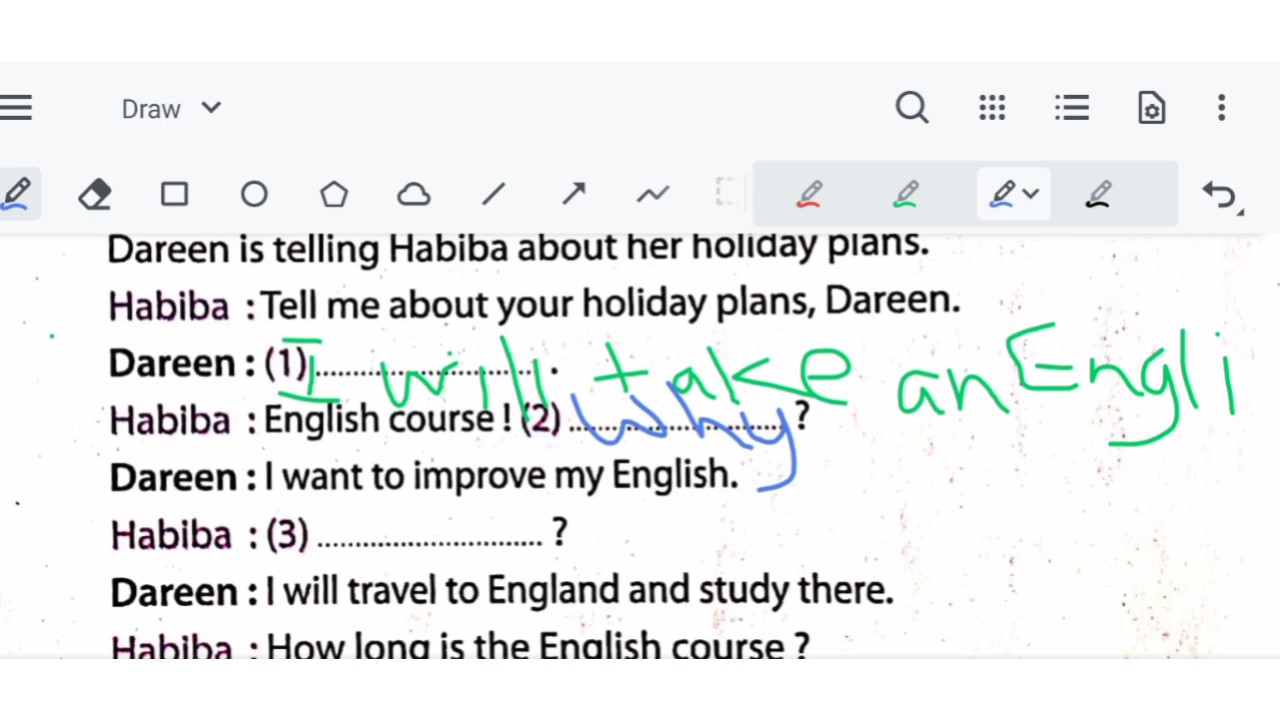 Draw
Dareen is telling Habiba about her holiday plans.
Habiba : Tell me about your holiday plans, Dareen.
Dareen : (1) ............................ .
I will take an Engli
Habiba : English course ! (2) ............................ ?
Why
Dareen : I want to improve my English.
Habiba : (3) ............................ ?
Dareen : I will travel to England and study there.
Habiba : How long is the English course ?